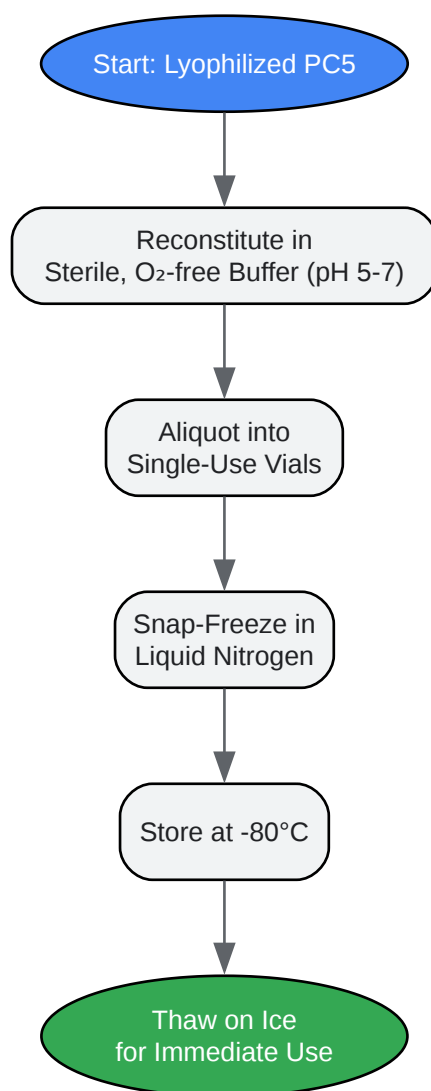 Start: Lyophilized PC5
Reconstitute in
Sterile, O₂-free Buffer (pH 5-7)
Aliquot into
Single-Use Vials
Snap-Freeze in
Liquid Nitrogen
Store at -80°C
Thaw on Ice
for Immediate Use